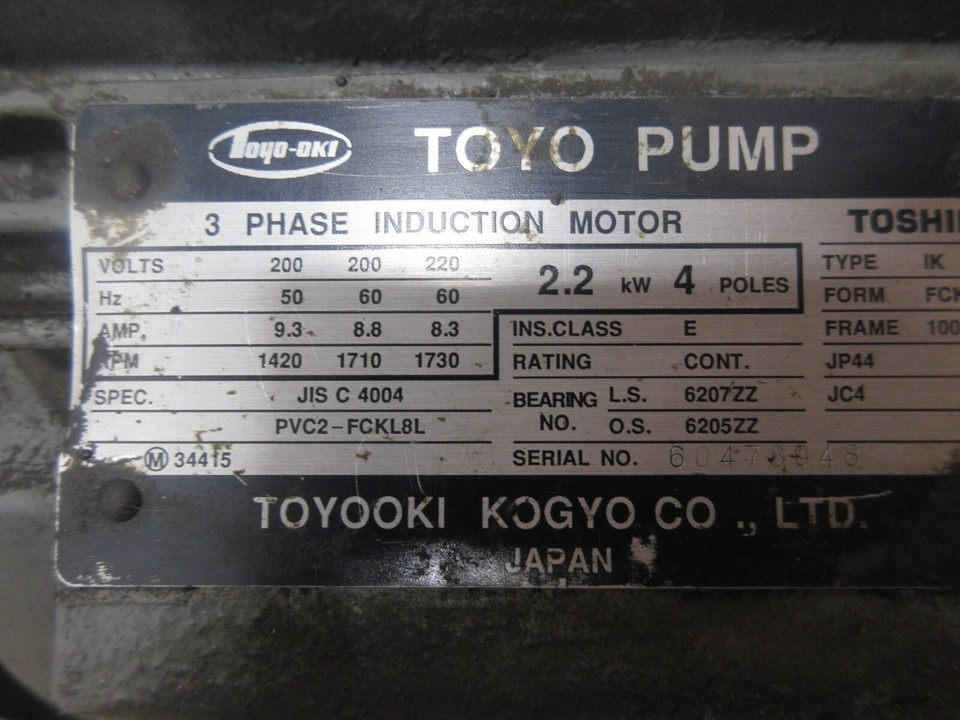 Toyo-OKI TOYO PUMP
3 PHASE INDUCTION MOTOR
VOLTS 200 200 220
Hz 50 60 60
AMP. 9.3 8.8 8.3
RPM 1420 1710 1730
SPEC. JIS C 4004
PVC2-FCKL8L
Ⓜ 34415
2.2 kW 4 POLES
INS.CLASS E
RATING CONT.
BEARING NO. L.S. 6207ZZ
O.S. 6205ZZ
SERIAL NO.
TYPE IK
FORM
FRAME
JP44
JC4
TOYOOKI KOGYO CO., LTD.
JAPAN